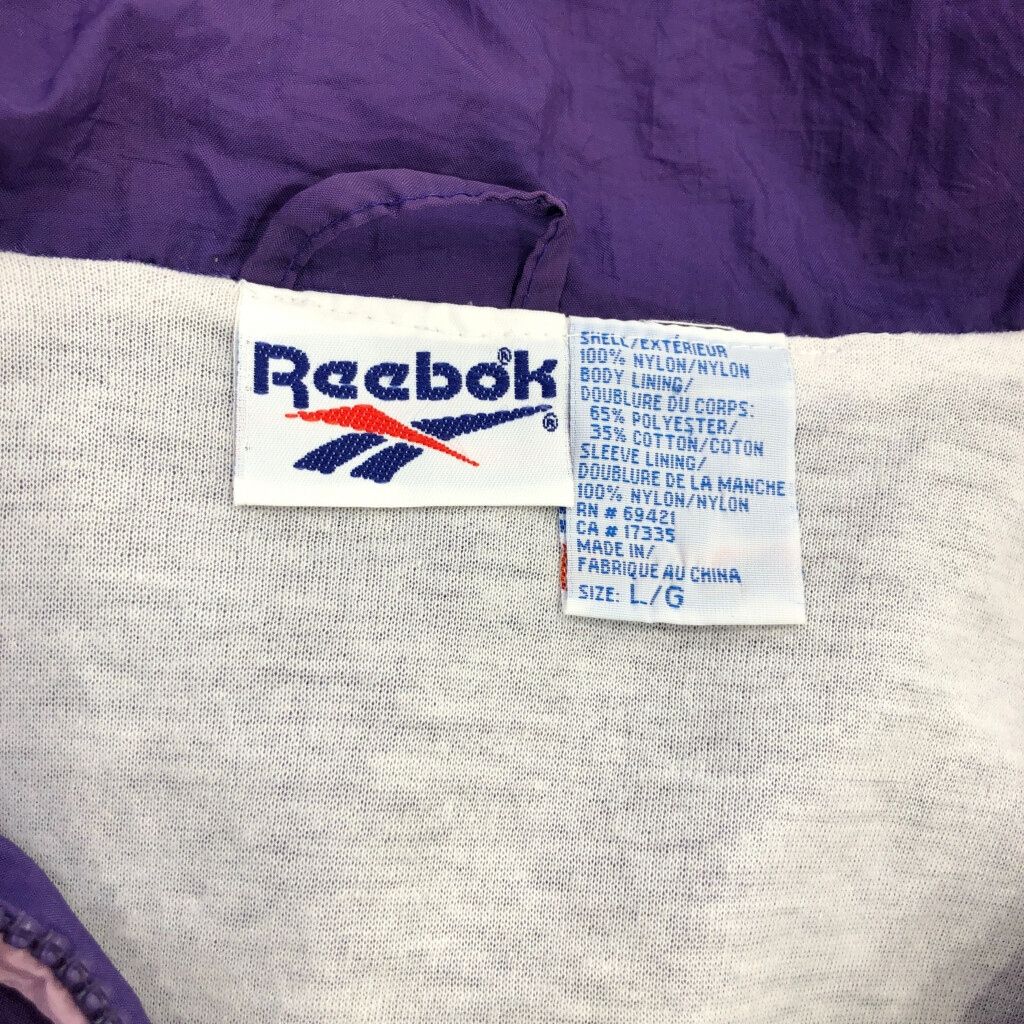 Reebok®
®
SHELL/EXTÉRIEUR
100% NYLON/NYLON
BODY LINING/
DOUBLURE DU CORPS:
65% POLYESTER/
35% COTTON/COTON
SLEEVE LINING/
DOUBLURE DE LA MANCHE
100% NYLON/NYLON
RN # 69421
CA # 17335
MADE IN/
FABRIQUE AU CHINA
SIZE: L/G